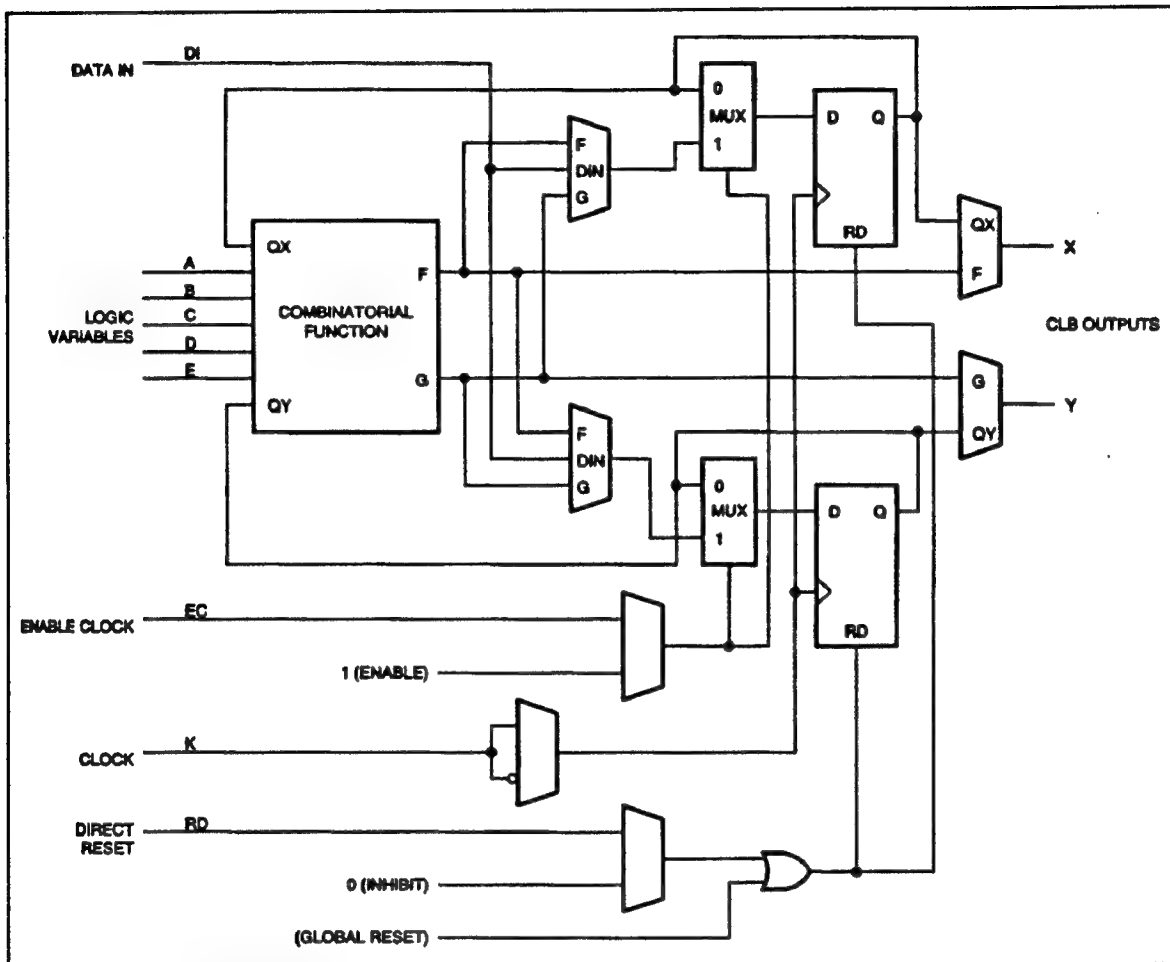 DI
DATA IN
0
MUX
1
D Q
RD
F
DIN
G
QX
F
X
QX
A
B
C
D
E
LOGIC
VARIABLES
COMBINATORIAL
FUNCTION
F
G
QY
CLB OUTPUTS
G
QY
Y
F
DIN
G
0
MUX
1
D Q
RD
EC
ENABLE CLOCK
1 (ENABLE)
K
CLOCK
RD
DIRECT
RESET
0 (INHIBIT)
(GLOBAL RESET)